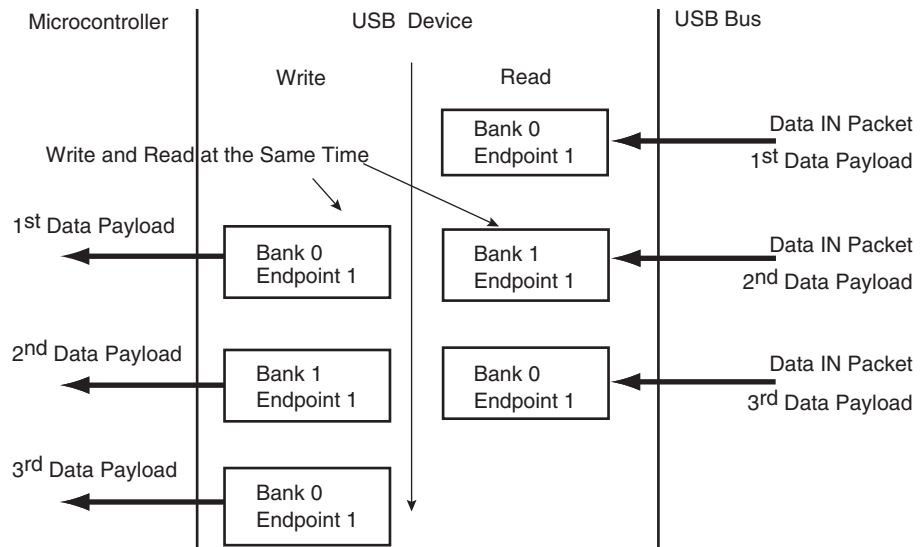 Microcontroller USB Device USB Bus
Write Read
Bank 0
Endpoint 1
Data IN Packet
1st Data Payload
Write and Read at the Same Time
1st Data Payload
Bank 0
Endpoint 1
Bank 1
Endpoint 1
Data IN Packet
2nd Data Payload
2nd Data Payload
Bank 1
Endpoint 1
Bank 0
Endpoint 1
Data IN Packet
3rd Data Payload
3rd Data Payload
Bank 0
Endpoint 1